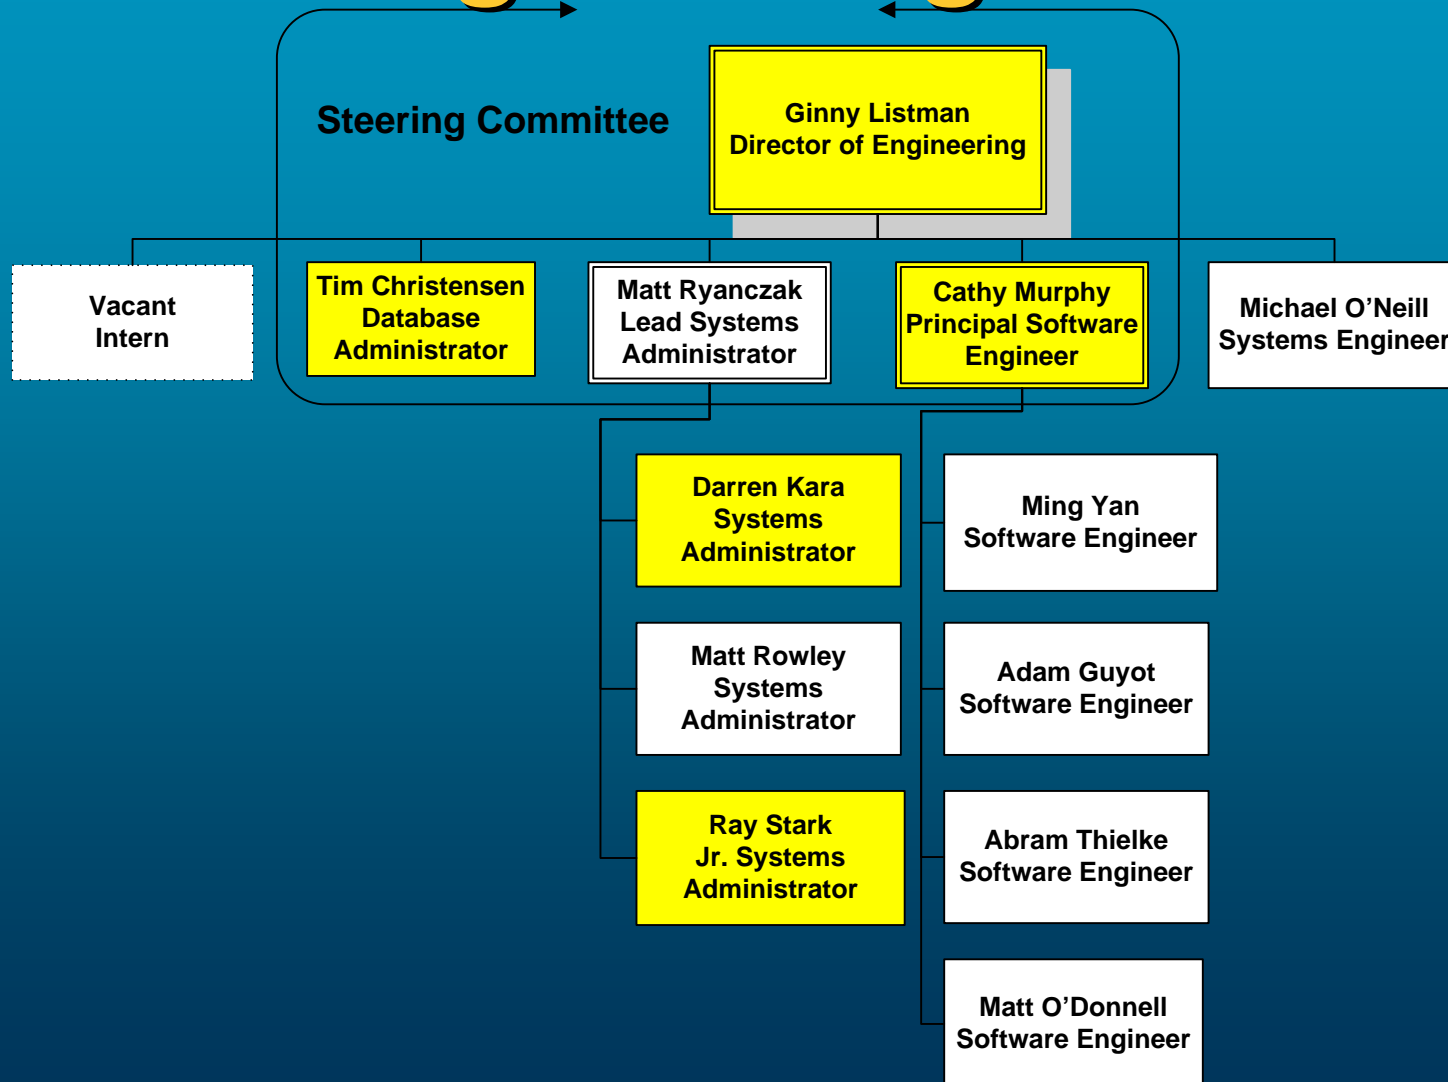 Steering Committee
Ginny Listman
Director of Engineering
Vacant
Intern
Tim Christensen
Database
Administrator
Matt Ryanczak
Lead Systems
Administrator
Cathy Murphy
Principal Software
Engineer
Michael O’Neill
Systems Engineer
Darren Kara
Systems
Administrator
Matt Rowley
Systems
Administrator
Ray Stark
Jr. Systems
Administrator
Ming Yan
Software Engineer
Adam Guyot
Software Engineer
Abram Thielke
Software Engineer
Matt O’Donnell
Software Engineer